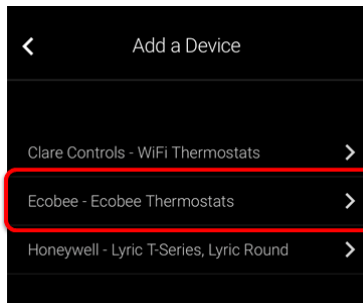 Add a Device
Clare Controls - WiFi Thermostats
Ecobee - Ecobee Thermostats
Honeywell - Lyric T-Series, Lyric Round